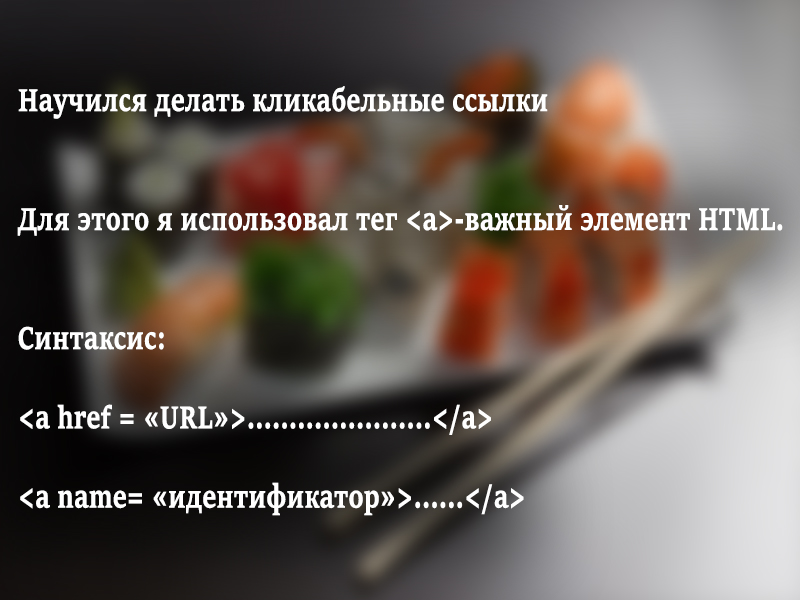 Научился делать кликабельные ссылки
Для этого я использовал тег <a>-важный элемент HTML.
Синтаксис:
<a href = «URL»>......................</a>
<a name= «идентификатор»>......</a>